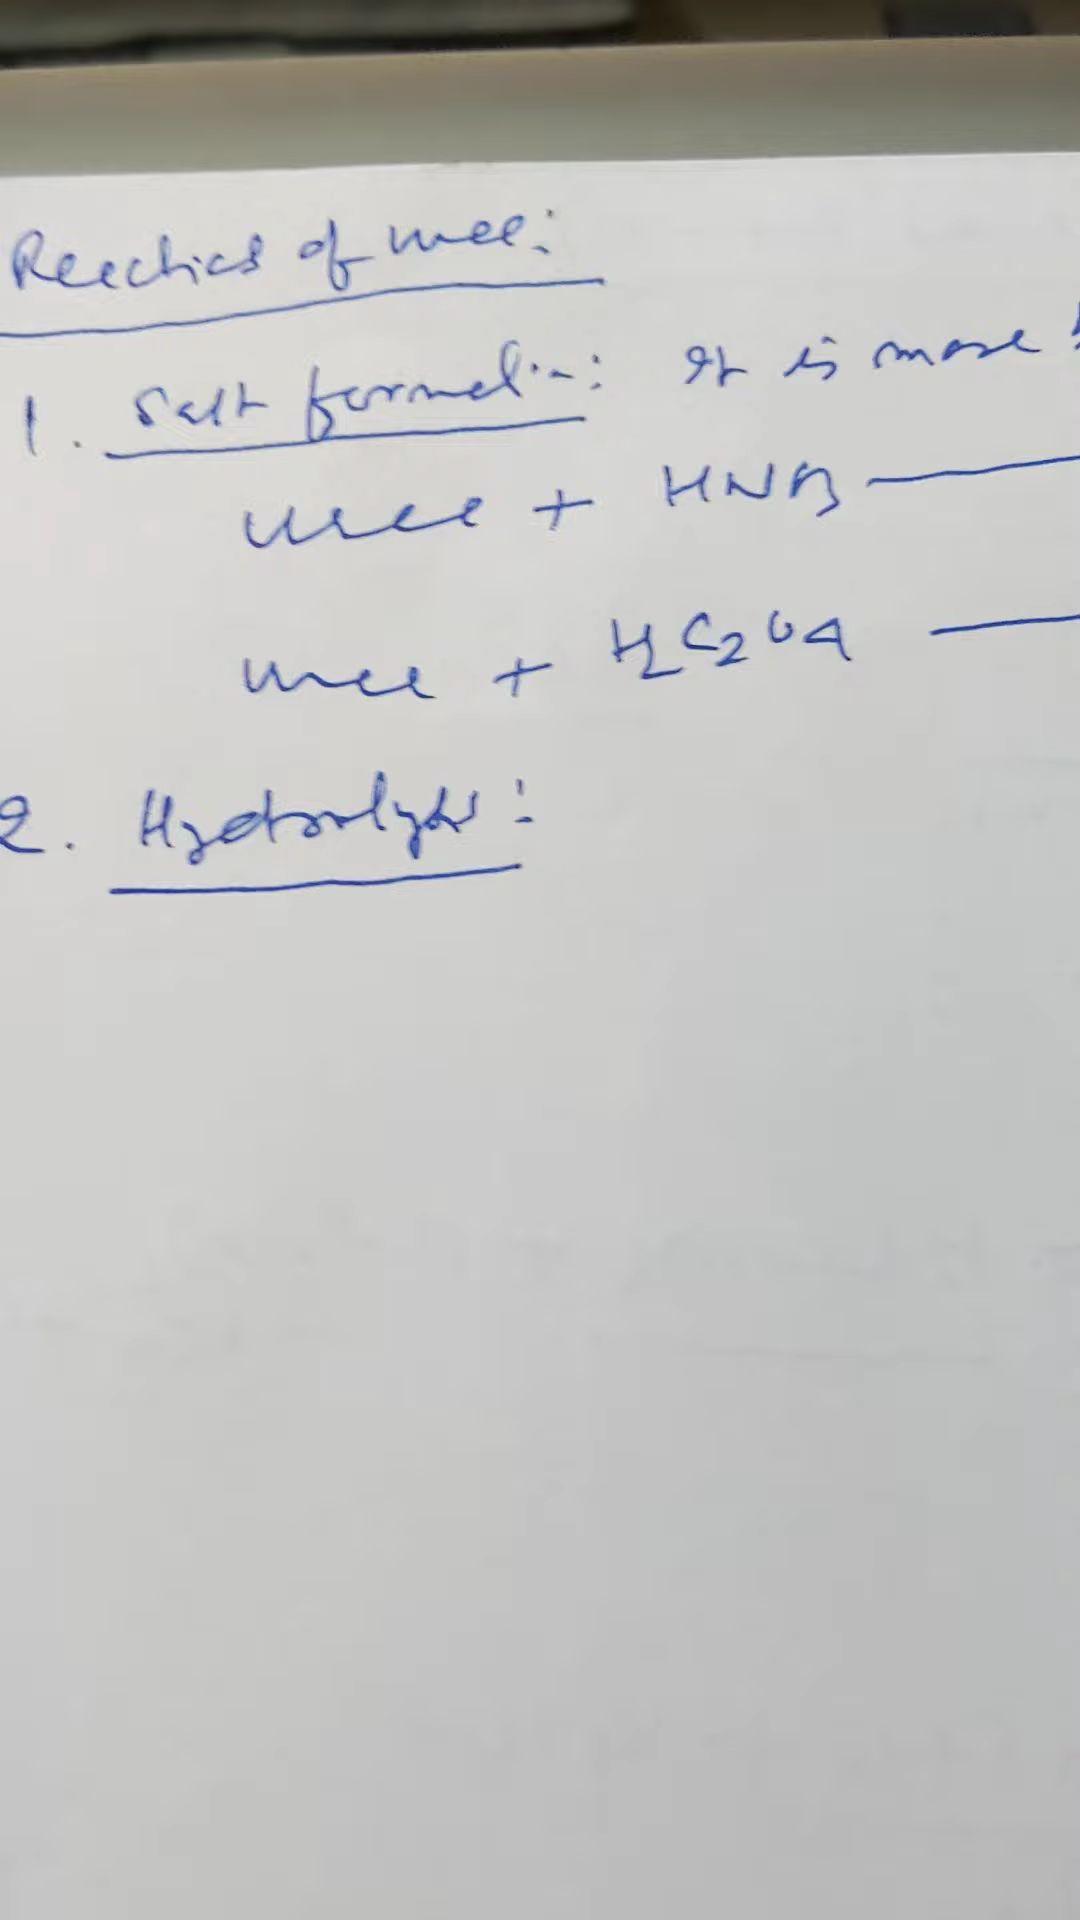 Reactions of urea:
1. Salt formation: It is more
Urea + HNO3 —
Urea + H2C2O4 —
2. Hydrolysis: